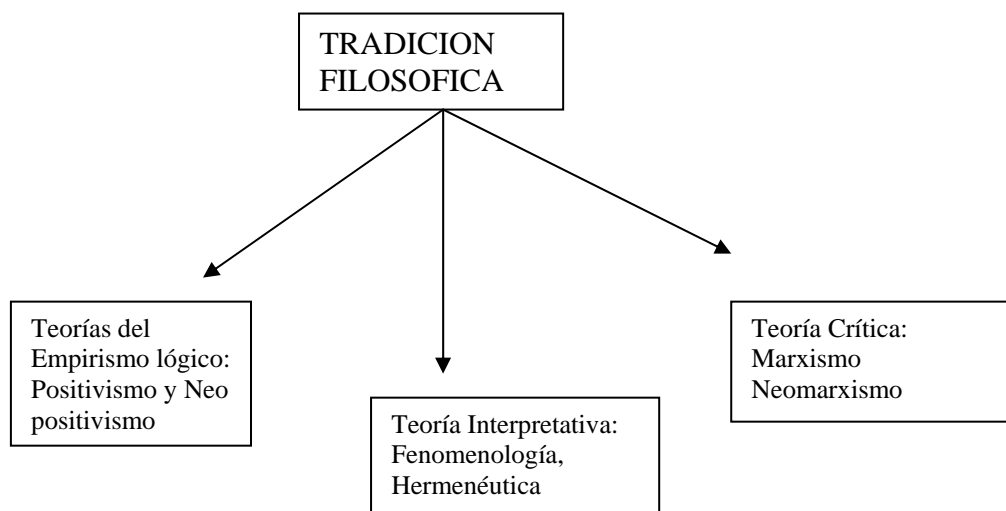 TRADICION
FILOSOFICA
Teorías del
Empirismo lógico:
Positivismo y Neo
positivismo
Teoría Interpretativa:
Fenomenología,
Hermenéutica
Teoría Crítica:
Marxismo
Neomarxismo